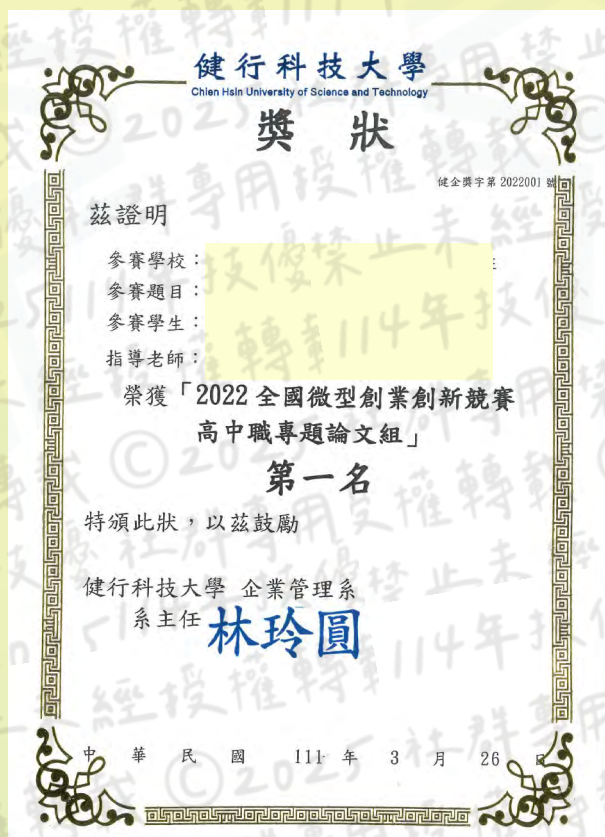 健行科技大學
Chien Hsin University of Science and Technology
獎 狀
健企獎字第 2022001 號
茲證明
參賽學校：
參賽題目：
參賽學生：
指導老師：
榮獲「2022 全國微型創業創新競賽
高中職專題論文組」
第一名
特頒此狀，以茲鼓勵
健行科技大學 企業管理系
系主任 林玲圓
中 華 民 國 111 年 3 月 26 日